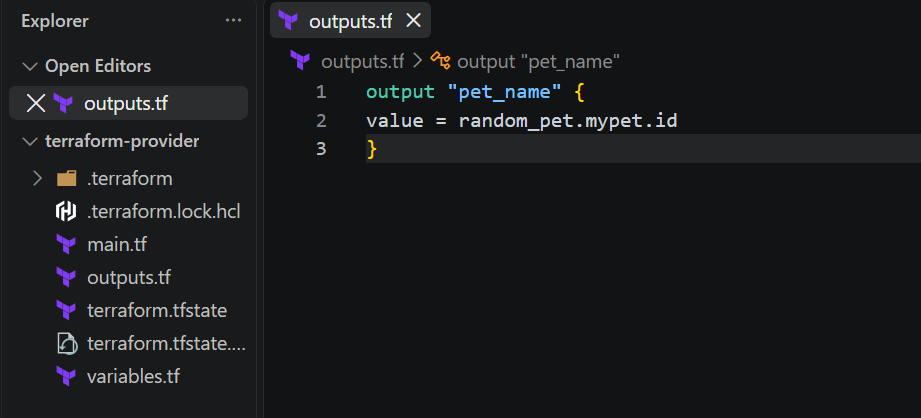 Explorer
Open Editors
outputs.tf
terraform-provider
.terraform
.terraform.lock.hcl
main.tf
outputs.tf
terraform.tfstate
terraform.tfstate....
variables.tf
outputs.tf
outputs.tf > output "pet_name"
1 output "pet_name" {
2 value = random_pet.mypet.id
3 }